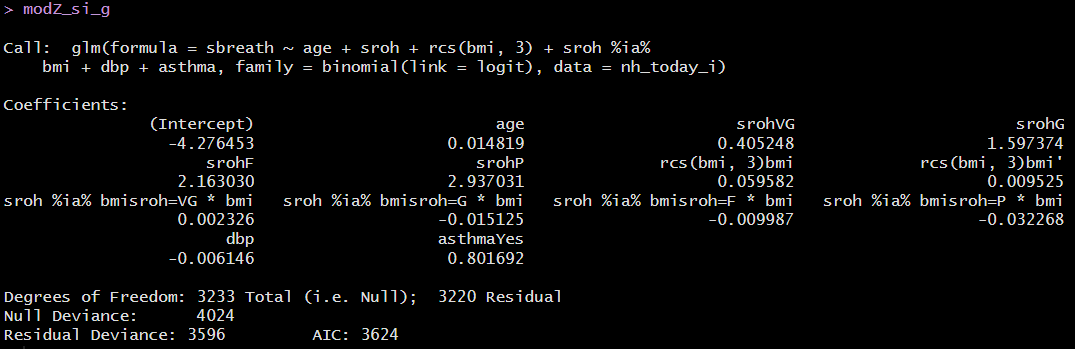 > modZ_si_g
Call:  glm(formula = sbreath ~ age + sroh + rcs(bmi, 3) + sroh %ia%
    bmi + dbp + asthma, family = binomial(link = logit), data = nh_today_i)
Coefficients:
(Intercept) age srohVG srohG
-4.276453 0.014819 0.405248 1.597374
srohF srohP rcs(bmi, 3)bmi rcs(bmi, 3)bmi'
2.163030 2.937031 0.059582 0.009525
sroh %ia% bmisroh=VG * bmi sroh %ia% bmisroh=G * bmi sroh %ia% bmisroh=F * bmi sroh %ia% bmisroh=P * bmi
0.002326 -0.015125 -0.009987 -0.032268
dbp asthmaYes
-0.006146 0.801692
Degrees of Freedom: 3233 Total (i.e. Null);  3220 Residual
Null Deviance:      4024
Residual Deviance: 3596        AIC: 3624